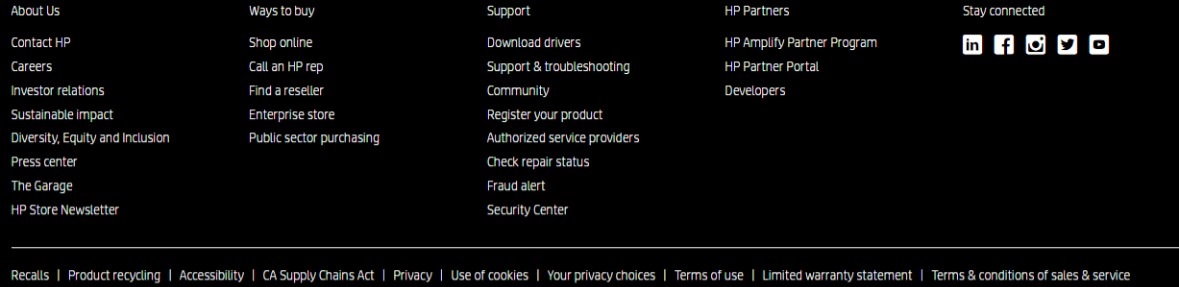 About Us
Contact HP
Careers
Investor relations
Sustainable impact
Diversity, Equity and Inclusion
Press center
The Garage
HP Store Newsletter
Ways to buy
Shop online
Call an HP rep
Find a reseller
Enterprise store
Public sector purchasing
Support
Download drivers
Support & troubleshooting
Community
Register your product
Authorized service providers
Check repair status
Fraud alert
Security Center
HP Partners
HP Amplify Partner Program
HP Partner Portal
Developers
Stay connected
Recalls | Product recycling | Accessibility | CA Supply Chains Act | Privacy | Use of cookies | Your privacy choices | Terms of use | Limited warranty statement | Terms & conditions of sales & service